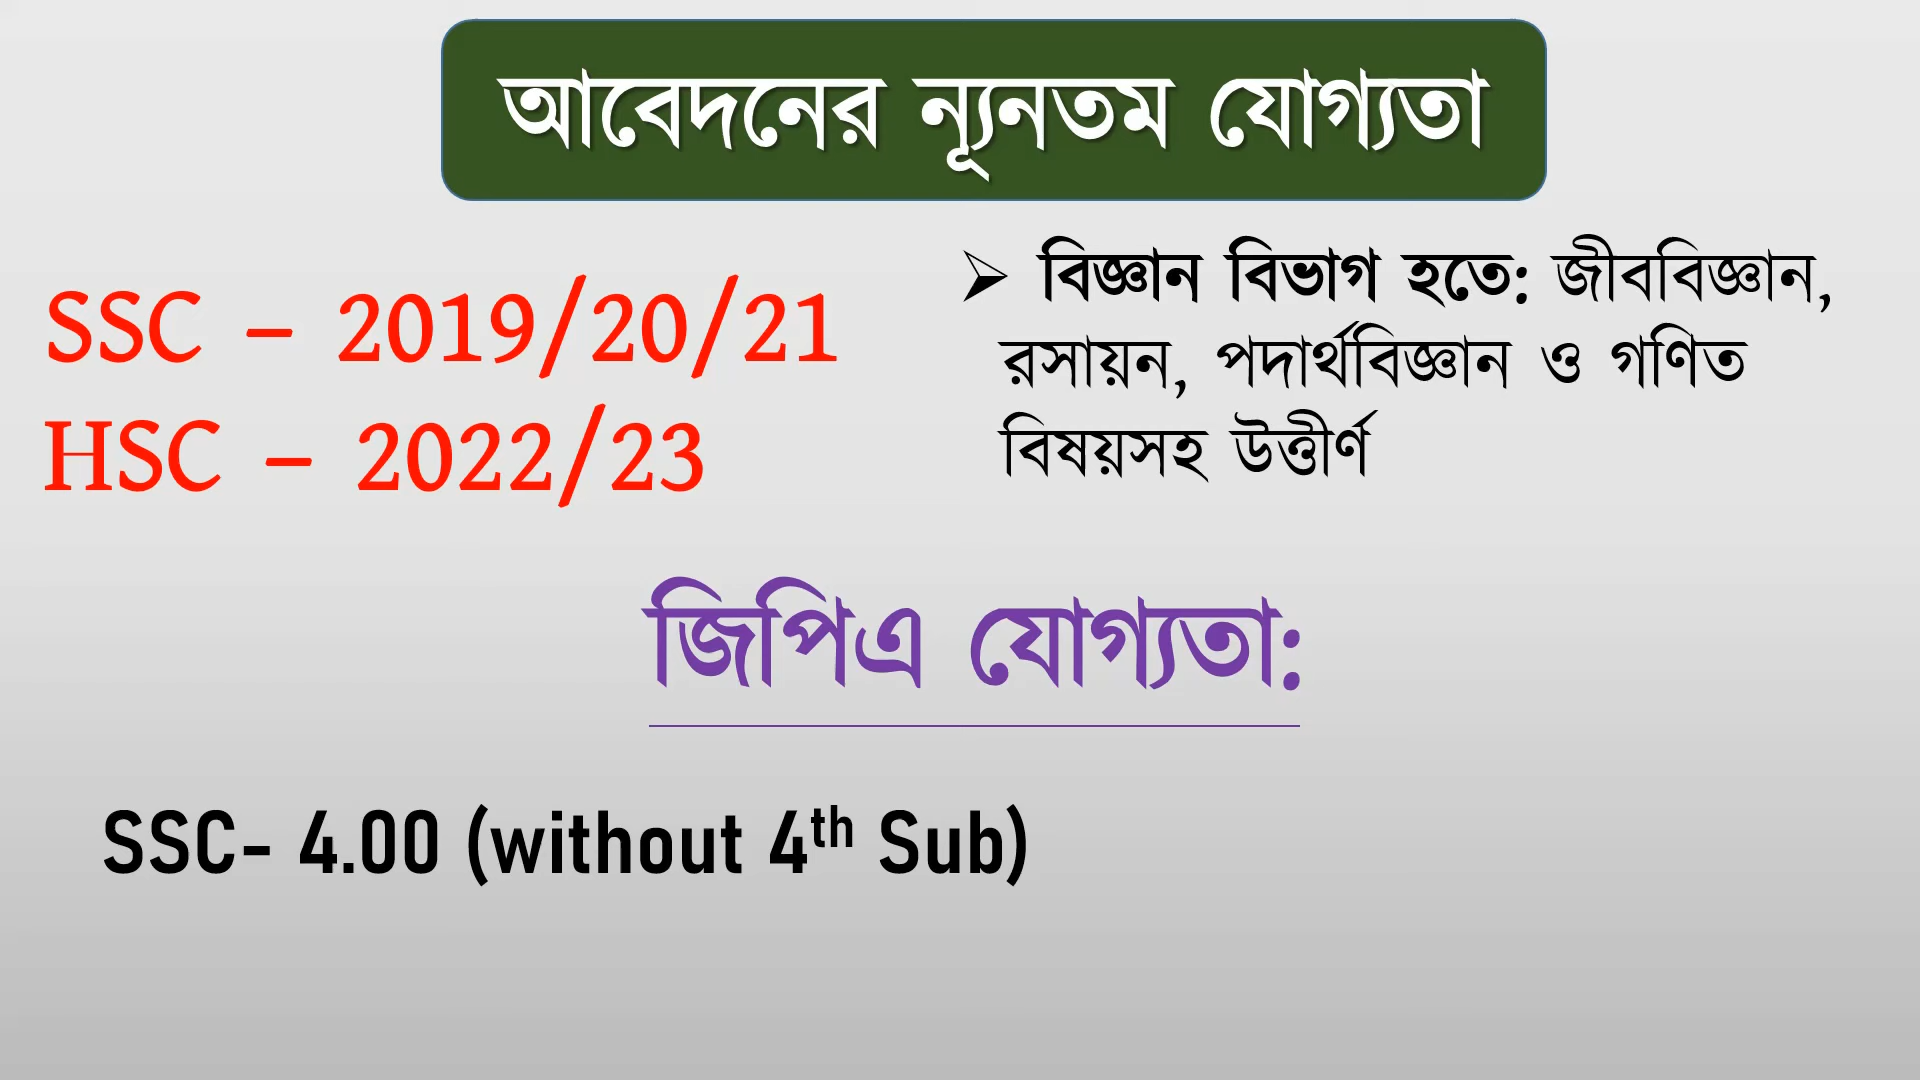 আবেদনের ন্যূনতম যোগ্যতা
SSC – 2019/20/21
HSC – 2022/23
➢ বিজ্ঞান বিভাগ হতে: জীববিজ্ঞান,
রসায়ন, পদার্থবিজ্ঞান ও গণিত
বিষয়সহ উত্তীর্ণ
জিপিএ যোগ্যতা:
SSC- 4.00 (without 4th Sub)